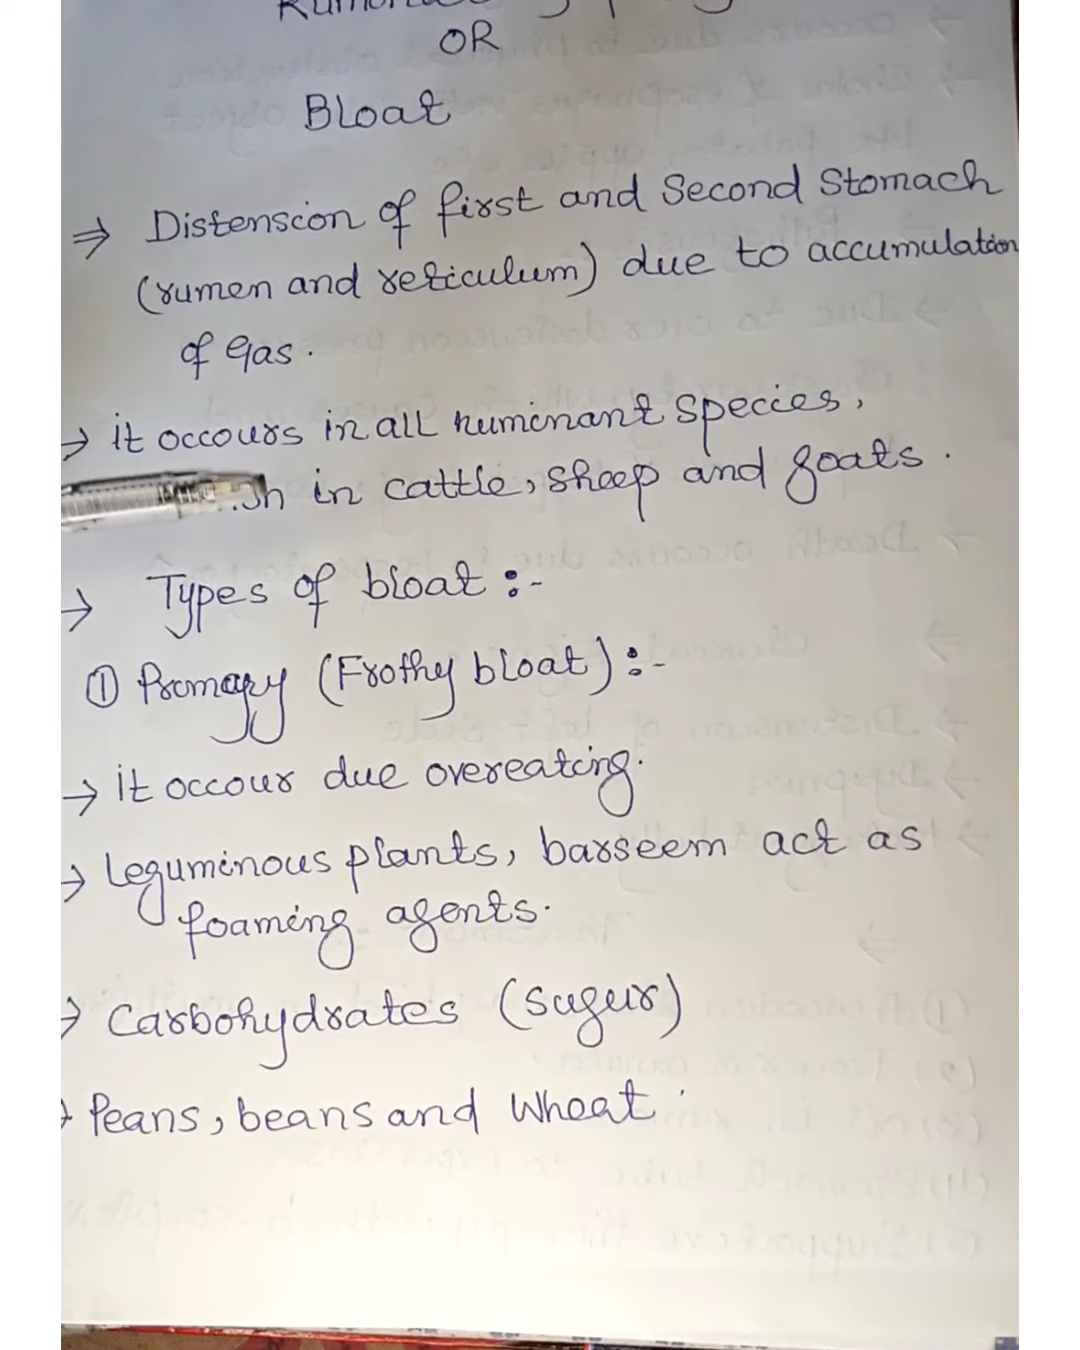 OR
Bloat
⇒ Distenscon of first and Second Stomach
(rumen and reticulum) due to accumulation
of Gas.
→ it occours in all ruminant species,
in cattle, sheep and goats.
→ Types of bloat :-
① Primary (Frothy bloat) :-
→ it occour due overeating.
→ leguminous plants, barseem act as
foaming agents.
→ Carbohydrates (sugur)
→ Peans, beans and Wheat.